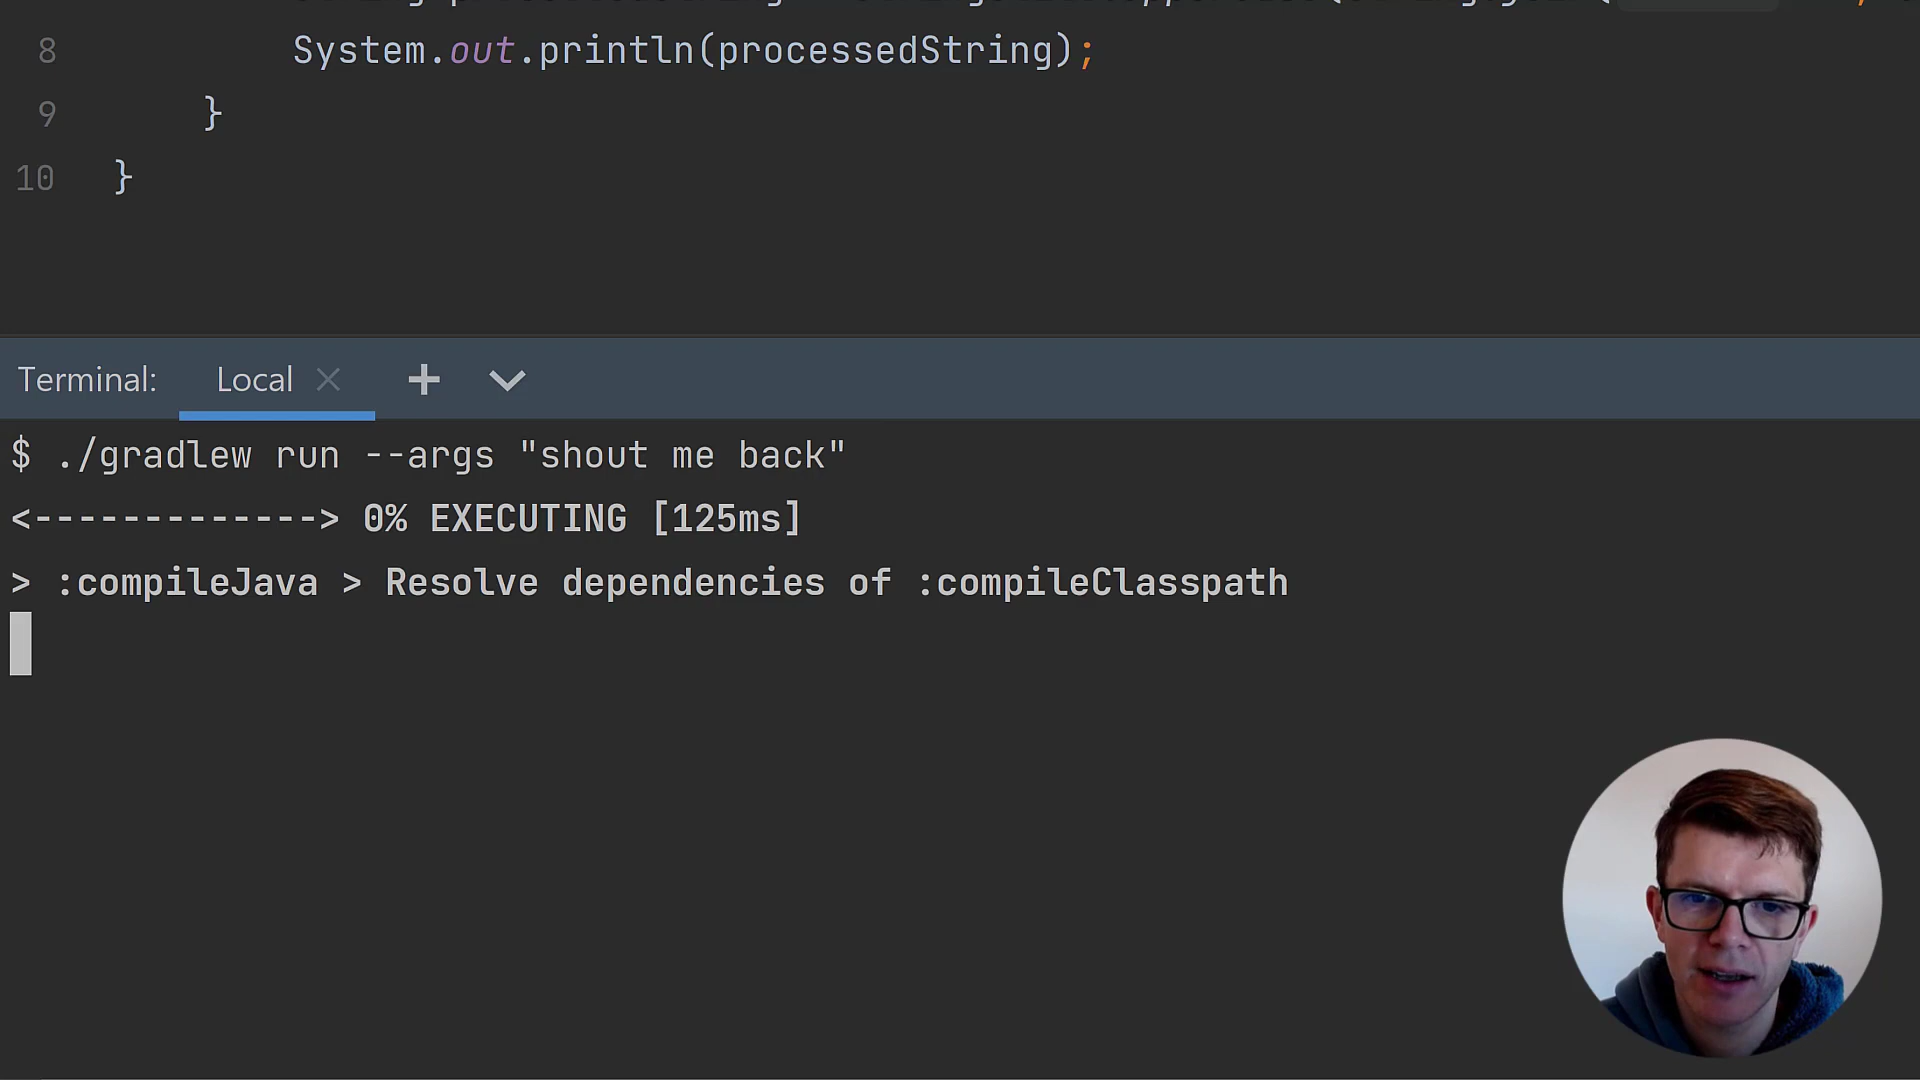 8 System.out.println(processedString);
9 }
10 }
Terminal: Local
$ ./gradlew run --args "shout me back"
<-------------> 0% EXECUTING [125ms]
> :compileJava > Resolve dependencies of :compileClasspath